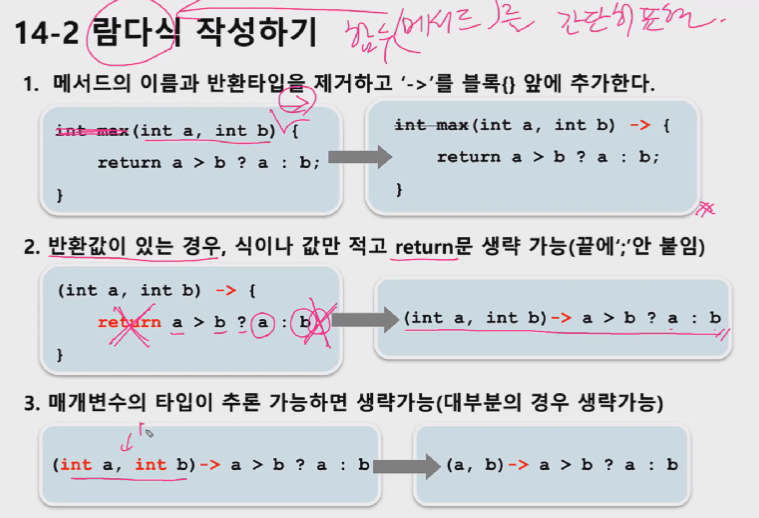 14-2 람다식 작성하기 함수(메서드)를 간단히 표현.
1. 메서드의 이름과 반환타입을 제거하고 '->'를 블록{} 앞에 추가한다.
int max(int a, int b) {
return a > b ? a : b;
}
int max(int a, int b) -> {
return a > b ? a : b;
}
2. 반환값이 있는 경우, 식이나 값만 적고 return문 생략 가능(끝에';'안 붙임)
(int a, int b) -> {
return a > b ? a : b;
}
(int a, int b)-> a > b ? a : b
3. 매개변수의 타입이 추론 가능하면 생략가능(대부분의 경우 생략가능)
(int a, int b)-> a > b ? a : b
(a, b)-> a > b ? a : b